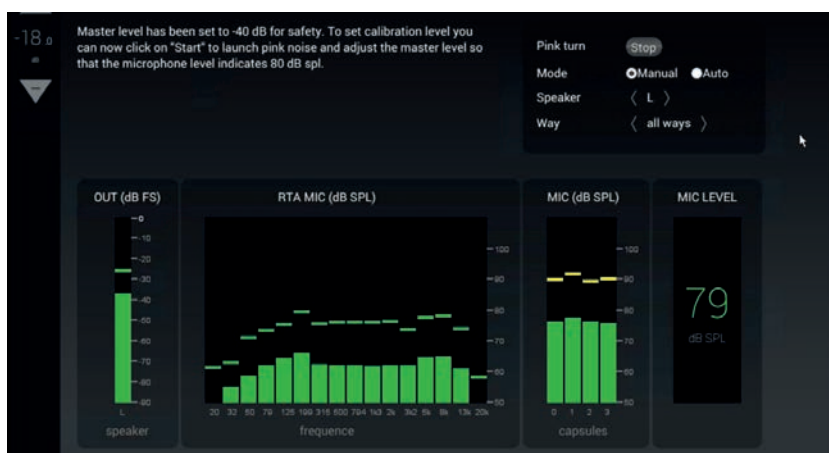 -18.0
dB
Master level has been set to -40 dB for safety. To set calibration level you
can now click on "Start" to launch pink noise and adjust the master level so
that the microphone level indicates 80 dB spl.
Pink turn Stop
Mode Manual Auto
Speaker 〈 L 〉
Way 〈 all ways 〉
OUT (dB FS)
-0
-10
-20
-30
-40
-50
-60
-70
-80
-90
L
speaker
RTA MIC (dB SPL)
-100
-90
-80
-70
-60
-50
20 32 50 79 126 199 316 500 794 1k3 2k 3k2 5k 8k 13k 20k
frequence
MIC (dB SPL)
-100
-90
-80
-70
-60
-50
0 1 2 3
capsules
MIC LEVEL
79
dB SPL